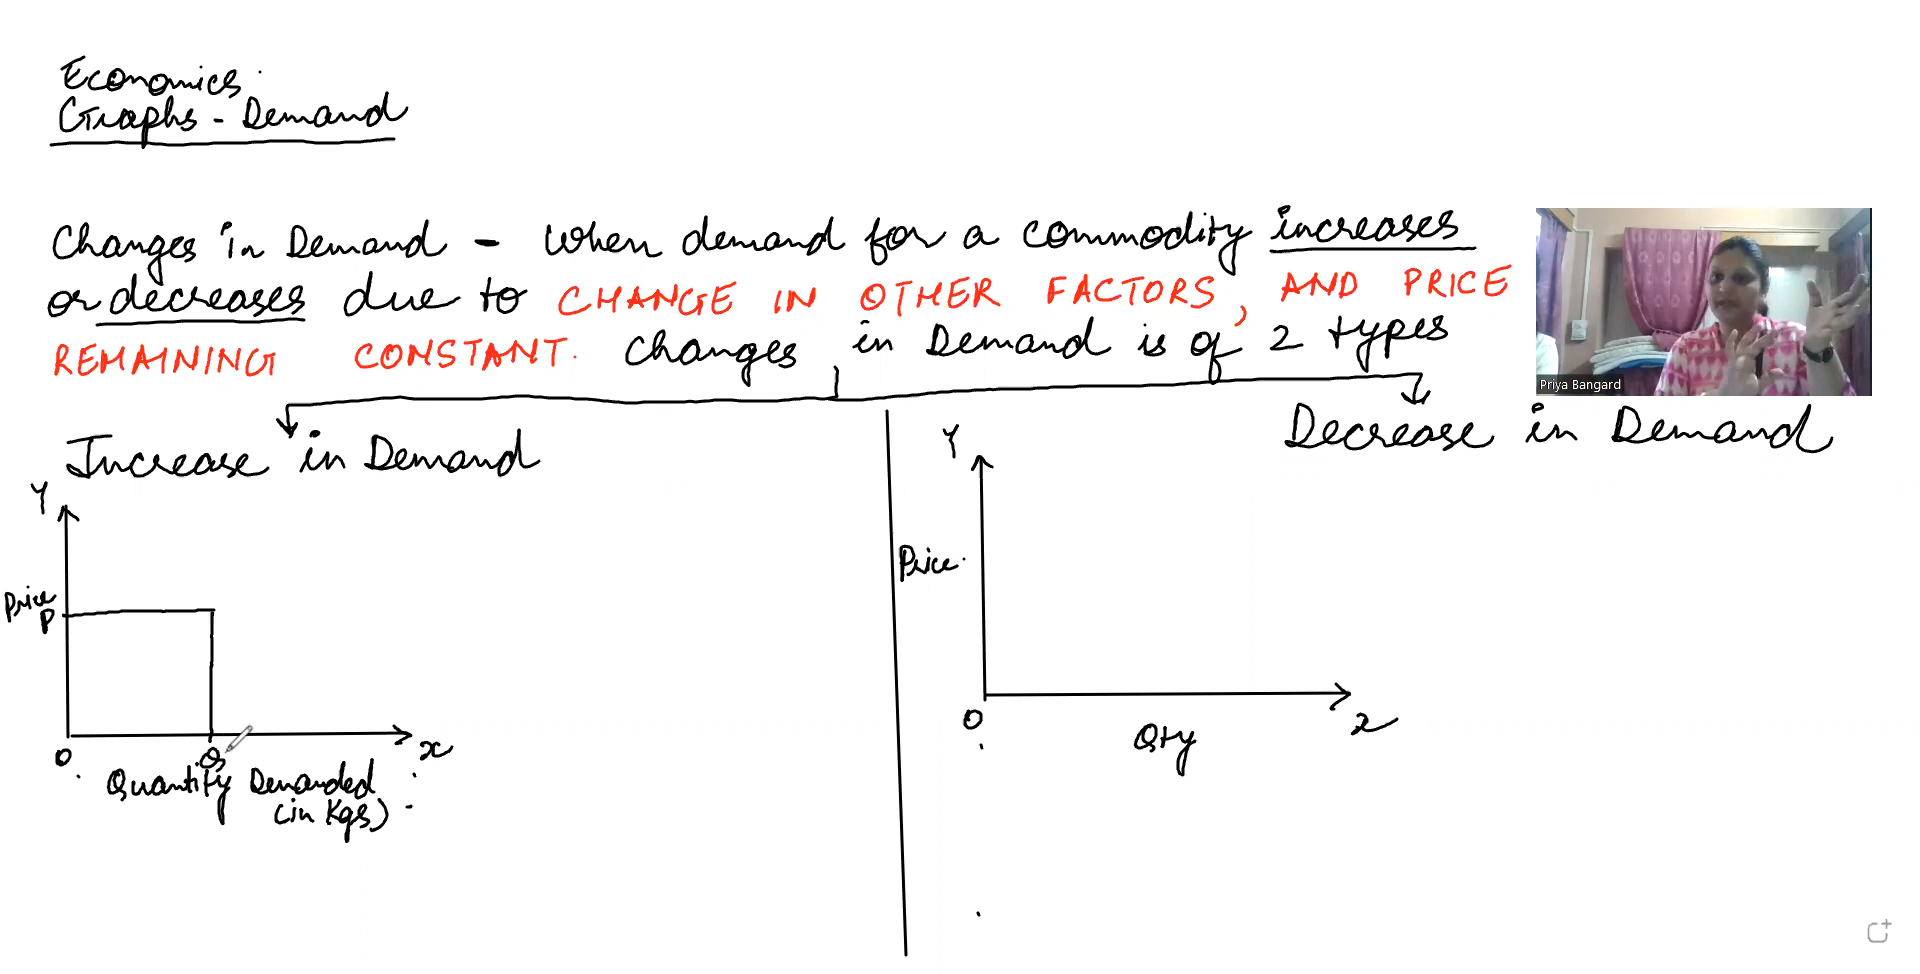 Economics
Graphs - Demand
Changes in Demand - When demand for a commodity increases
or decreases due to CHANGE IN OTHER FACTORS, AND PRICE
REMAINING CONSTANT. Changes in Demand is of 2 types
Increase in Demand
Decrease in Demand
Y
Price
P
O
Q
x
Quantity Demanded
(in Kgs)
Y
Price
O
Qty
x
Priya Bangard